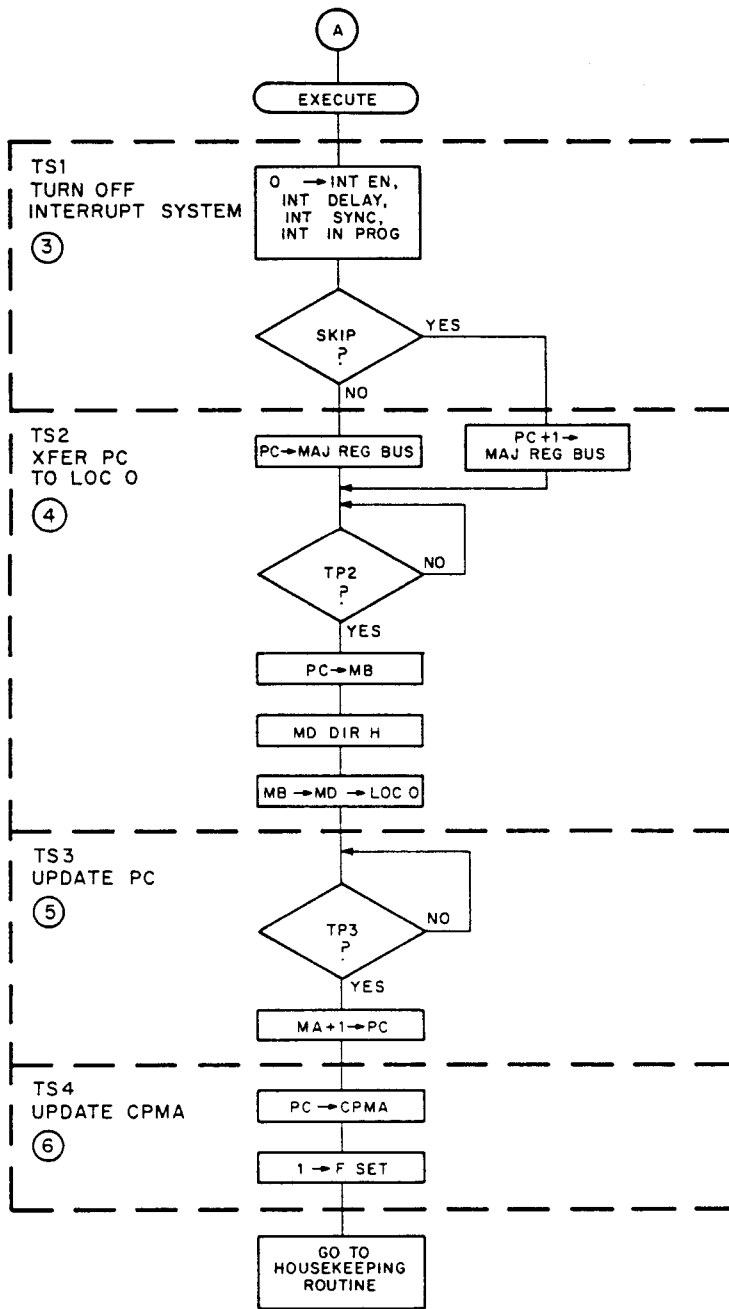 A
EXECUTE
TS1
TURN OFF
INTERRUPT SYSTEM
3
0 → INT EN,
INT DELAY,
INT SYNC,
INT IN PROG
SKIP
?
YES
NO
TS2
XFER PC
TO LOC 0
4
PC→MAJ REG BUS
PC+1→
MAJ REG BUS
TP2
?
NO
YES
PC→MB
MD DIR H
MB→MD→LOC 0
TS3
UPDATE PC
5
TP3
?
NO
YES
MA+1→PC
TS4
UPDATE CPMA
6
PC→CPMA
1→F SET
GO TO
HOUSEKEEPING
ROUTINE